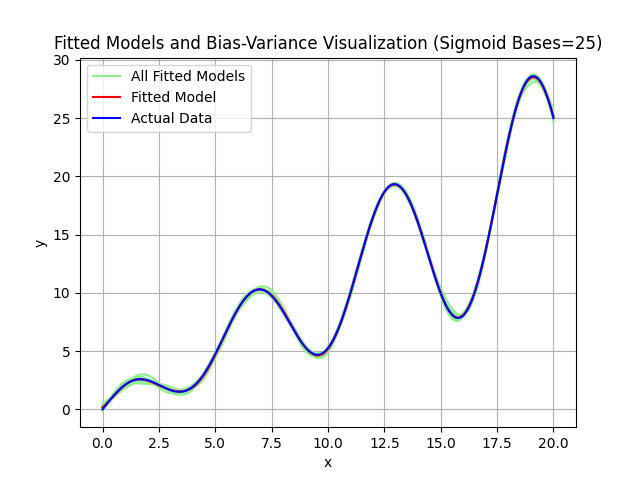 Fitted Models and Bias-Variance Visualization (Sigmoid Bases=25)
All Fitted Models
Fitted Model
Actual Data
30
25
20
15
10
5
0
y
0.0 2.5 5.0 7.5 10.0 12.5 15.0 17.5 20.0
x